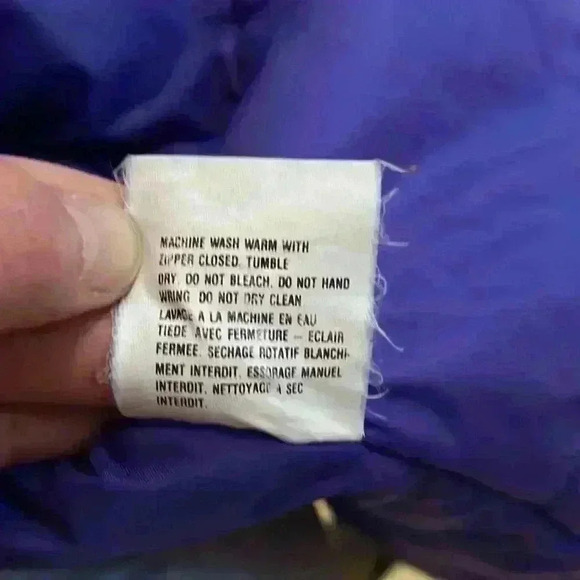 MACHINE WASH WARM WITH
ZIPPER CLOSED. TUMBLE
DRY. DO NOT BLEACH. DO NOT HAND
WRING. DO NOT DRY CLEAN
LAVAGE A LA MACHINE EN EAU
TIEDE AVEC FERMETURE – ECLAIR
FERMEE. SECHAGE ROTATIF BLANCHI-
MENT INTERDIT. ESSORAGE MANUEL
INTERDIT. NETTOYAGE A SEC
INTERDIT.